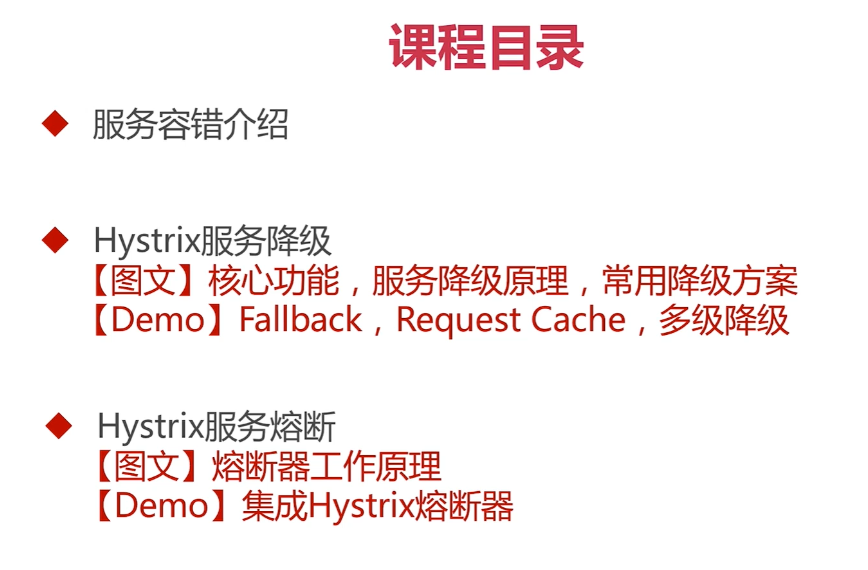 课程目录
服务容错介绍
Hystrix服务降级
【图文】核心功能，服务降级原理，常用降级方案
【Demo】Fallback，Request Cache，多级降级
Hystrix服务熔断
【图文】熔断器工作原理
【Demo】集成Hystrix熔断器